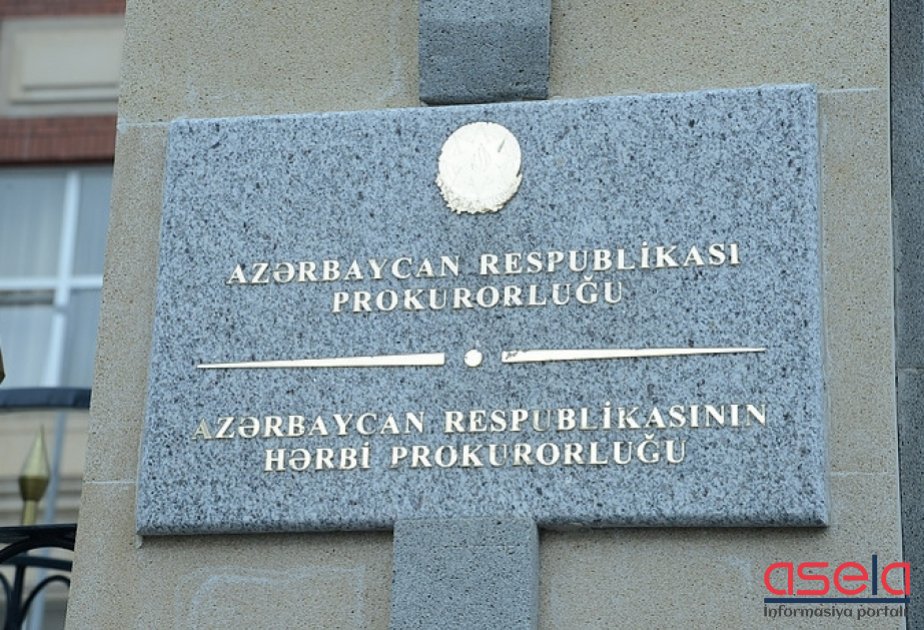 AZƏRBAYCAN RESPUBLİKASI
PROKURORLUĞU
AZƏRBAYCAN RESPUBLİKASININ
HƏRBİ PROKURORLUĞU
asela
İnformasiya portalı